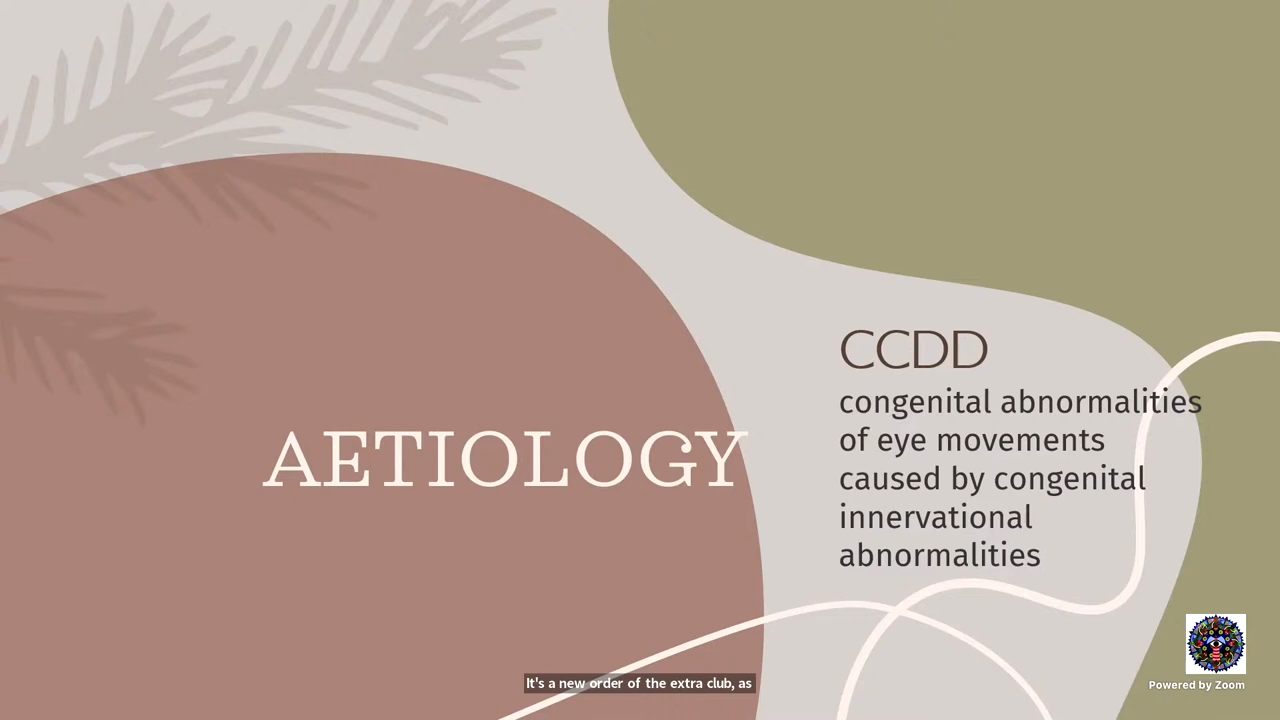 AETIOLOGY
CCDD
congenital abnormalities
of eye movements
caused by congenital
innervational
abnormalities
It's a new order of the extra club, as
Powered by Zoom